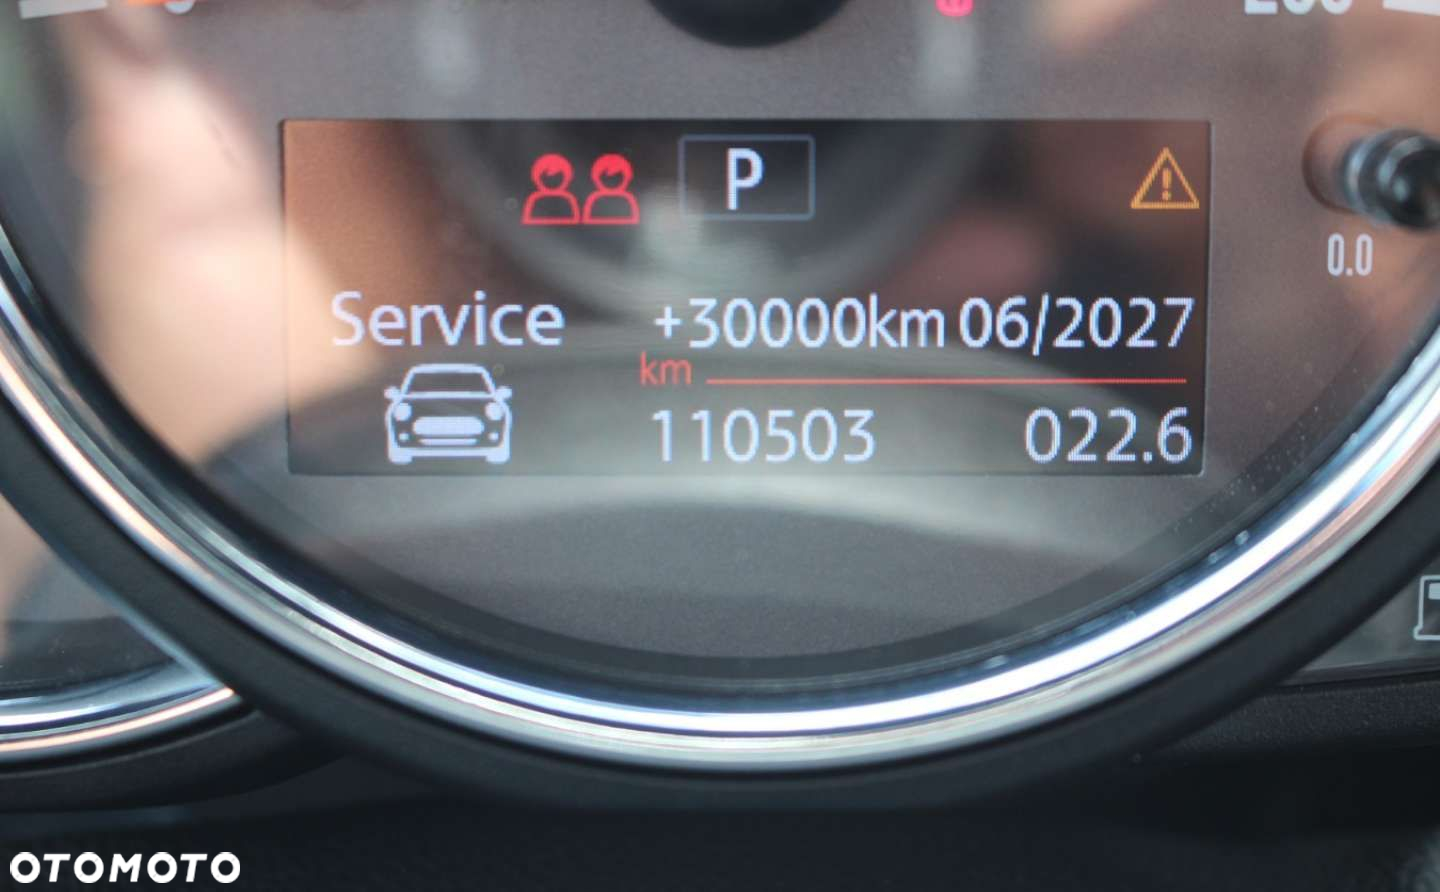 P
0.0
Service +30000km 06/2027
km
110503 022.6
OTOMOTO